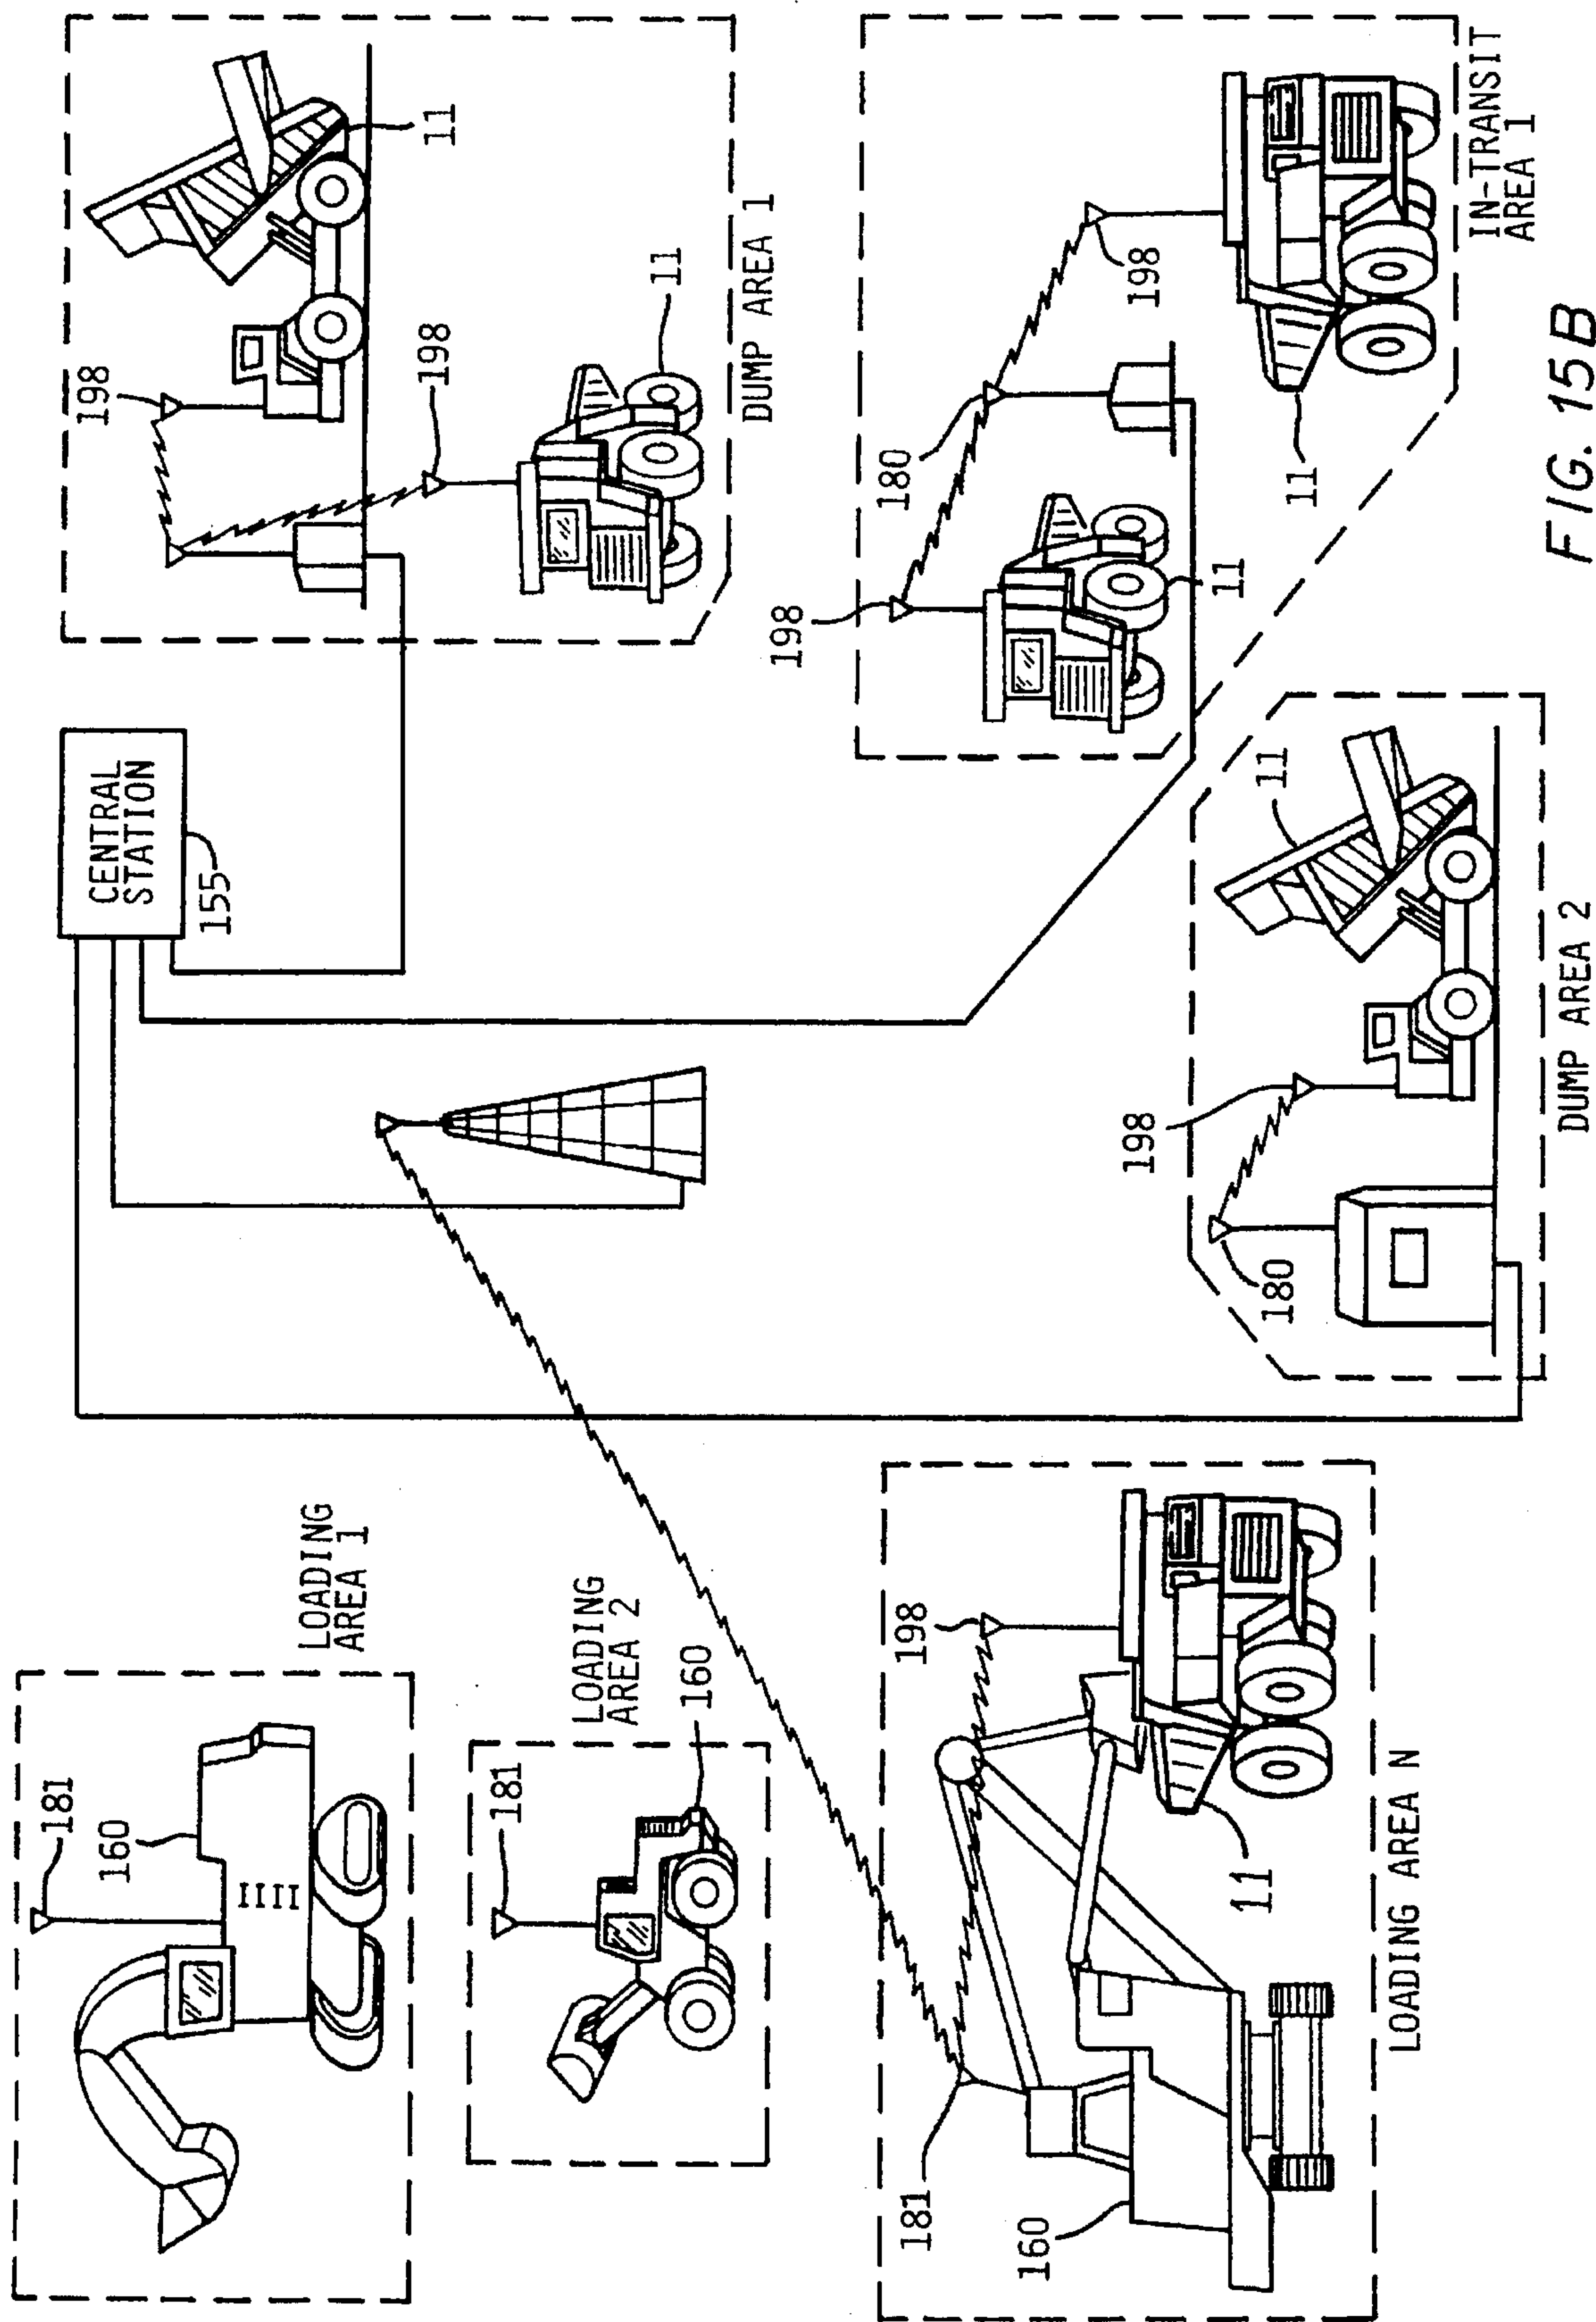 LOADING
AREA 1
181
160
LOADING
AREA 2
181
160
CENTRAL
STATION
155
198
11
198
11
DUMP AREA 1
181
160
198
11
LOADING AREA N
198
180
198
11
11
IN-TRANSIT
AREA 1
180
198
11
DUMP AREA 2
FIG. 15B